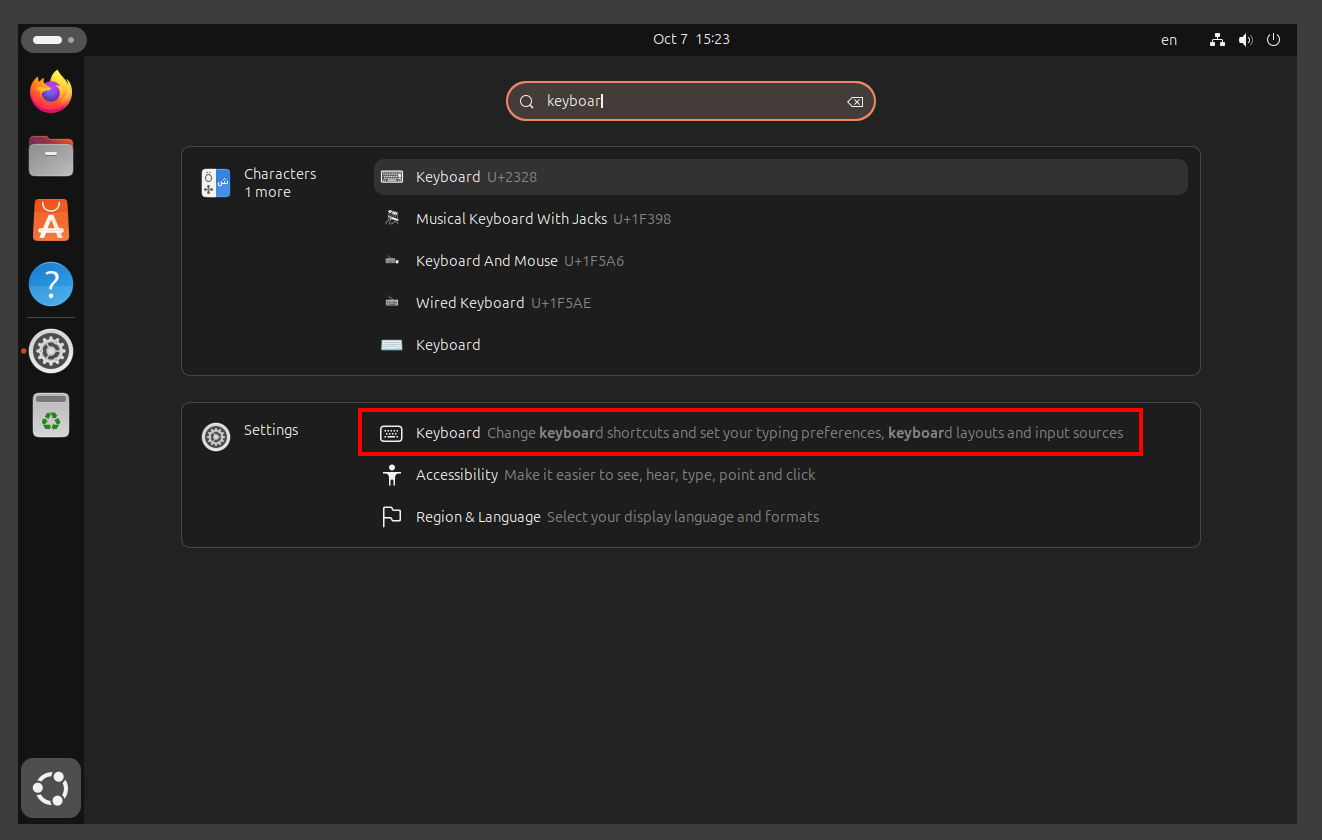 Oct 7 15:23
en
keyboar
Characters
1 more
Keyboard U+2328
Musical Keyboard With Jacks U+1F398
Keyboard And Mouse U+1F5A6
Wired Keyboard U+1F5AE
Keyboard
Settings
Keyboard Change keyboard shortcuts and set your typing preferences, keyboard layouts and input sources
Accessibility Make it easier to see, hear, type, point and click
Region & Language Select your display language and formats